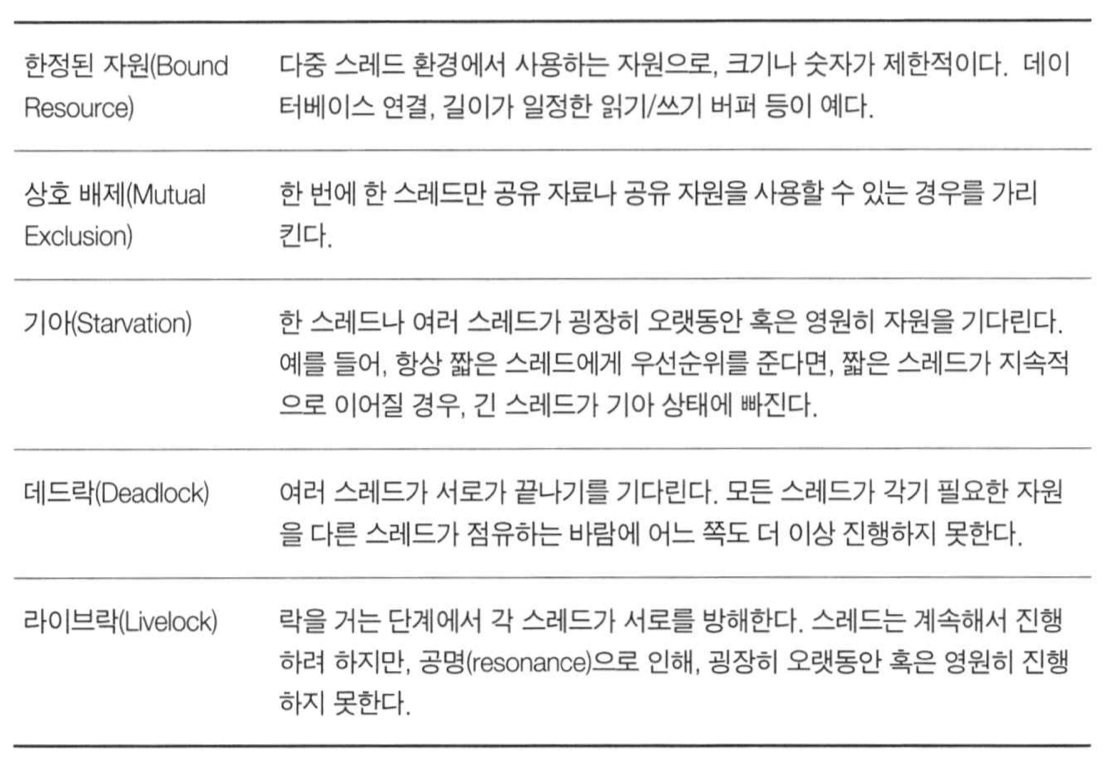 한정된 자원(Bound
Resource)
다중 스레드 환경에서 사용하는 자원으로, 크기나 숫자가 제한적이다. 데이
터베이스 연결, 길이가 일정한 읽기/쓰기 버퍼 등이 예다.
상호 배제(Mutual
Exclusion)
한 번에 한 스레드만 공유 자료나 공유 자원을 사용할 수 있는 경우를 가리
킨다.
기아(Starvation)
한 스레드나 여러 스레드가 굉장히 오랫동안 혹은 영원히 자원을 기다린다.
예를 들어, 항상 짧은 스레드에게 우선순위를 준다면, 짧은 스레드가 지속적
으로 이어질 경우, 긴 스레드가 기아 상태에 빠진다.
데드락(Deadlock)
여러 스레드가 서로가 끝나기를 기다린다. 모든 스레드가 각기 필요한 자원
을 다른 스레드가 점유하는 바람에 어느 쪽도 더 이상 진행하지 못한다.
라이브락(Livelock)
락을 거는 단계에서 각 스레드가 서로를 방해한다. 스레드는 계속해서 진행
하려 하지만, 공명(resonance)으로 인해, 굉장히 오랫동안 혹은 영원히 진행
하지 못한다.